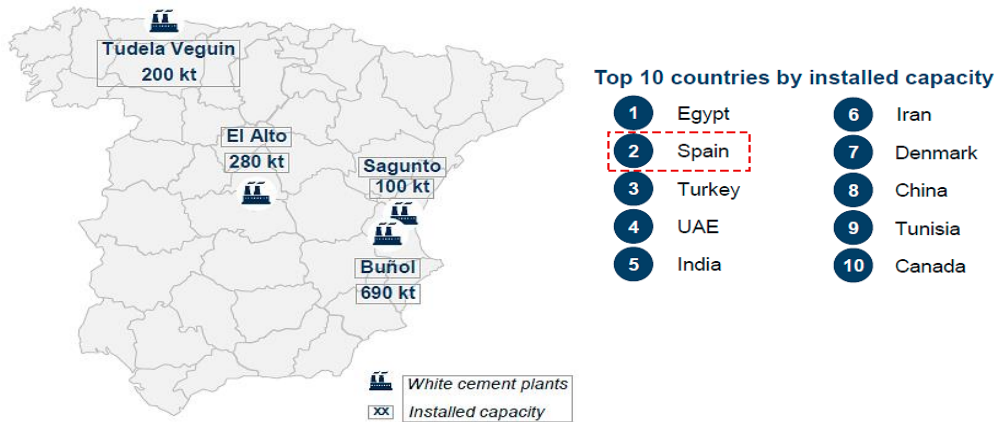 Tudela Veguin
200 kt
El Alto
280 kt
Sagunto
100 kt
Buñol
690 kt
White cement plants
xx Installed capacity
Top 10 countries by installed capacity
1 Egypt
2 Spain
3 Turkey
4 UAE
5 India
6 Iran
7 Denmark
8 China
9 Tunisia
10 Canada